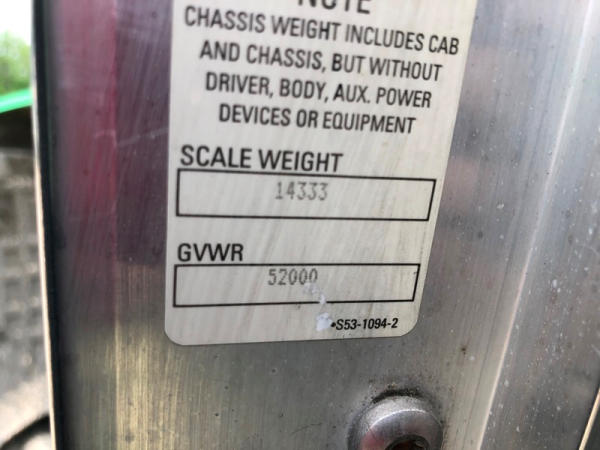 NOTE
CHASSIS WEIGHT INCLUDES CAB
AND CHASSIS, BUT WITHOUT
DRIVER, BODY, AUX. POWER
DEVICES OR EQUIPMENT
SCALE WEIGHT
14333
GVWR
52000
•S53-1094-2